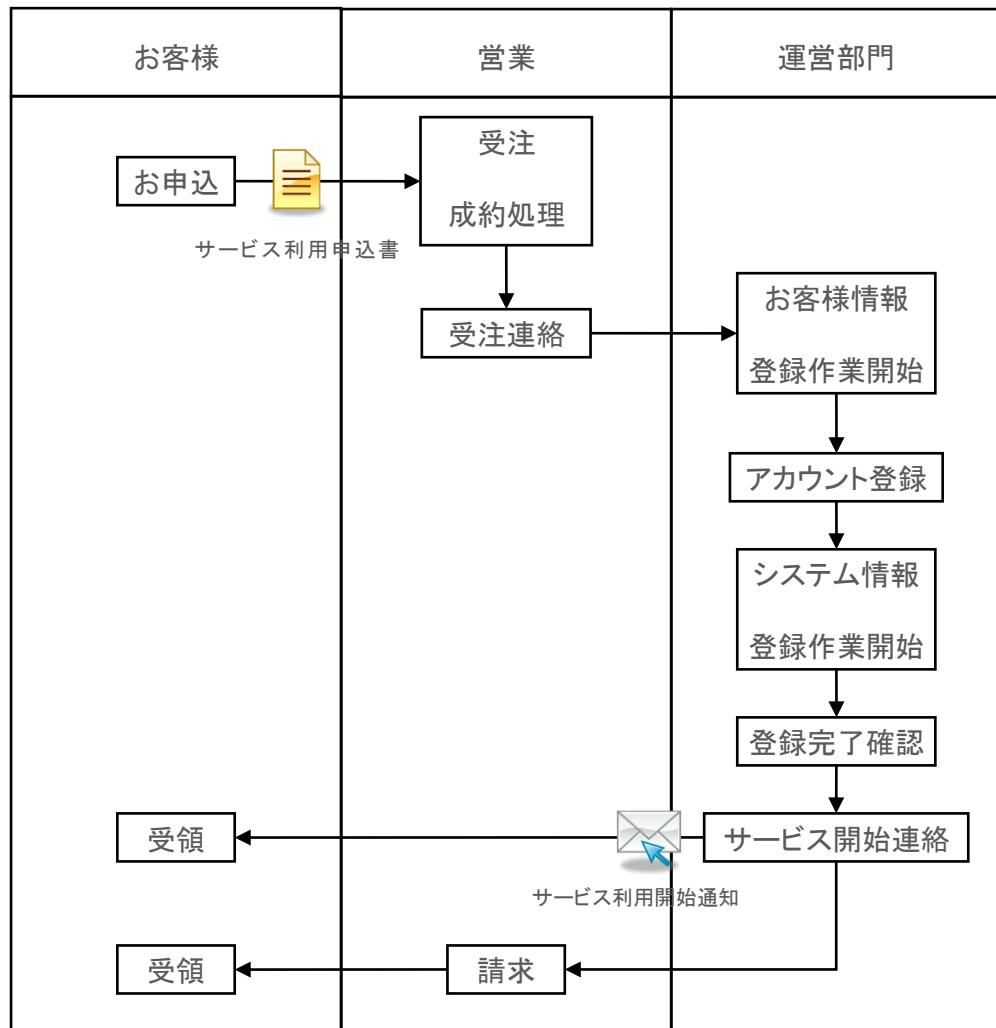 お客様
営業
運営部門
受注
成約処理
お申込
サービス利用申込書
受注連絡
お客様情報
登録作業開始
アカウント登録
システム情報
登録作業開始
登録完了確認
受領
サービス開始連絡
サービス利用開始通知
受領
請求